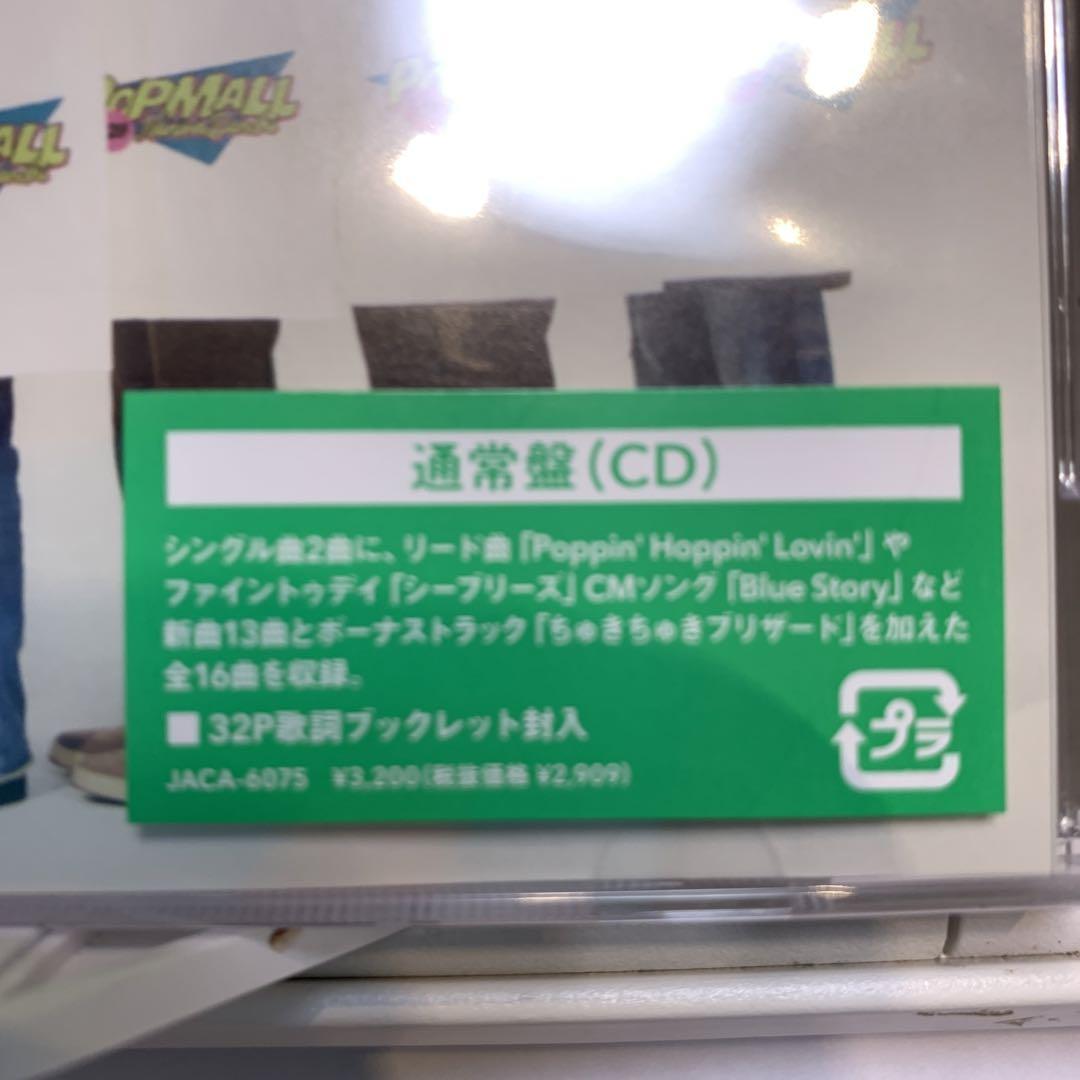 ALL
POPMALL
通常盤(CD)
シングル曲2曲に、リード曲「Poppin' Hoppin' Lovin'」や
ファイントゥデイ「シーブリーズ」CMソング「Blue Story」など
新曲13曲とボーナストラック「ちゅきちゅきブリザード」を加えた
全16曲を収録。
■32P歌詞ブックレット封入
プラ
JACA-6075 ¥3,200(税抜価格 ¥2,909)